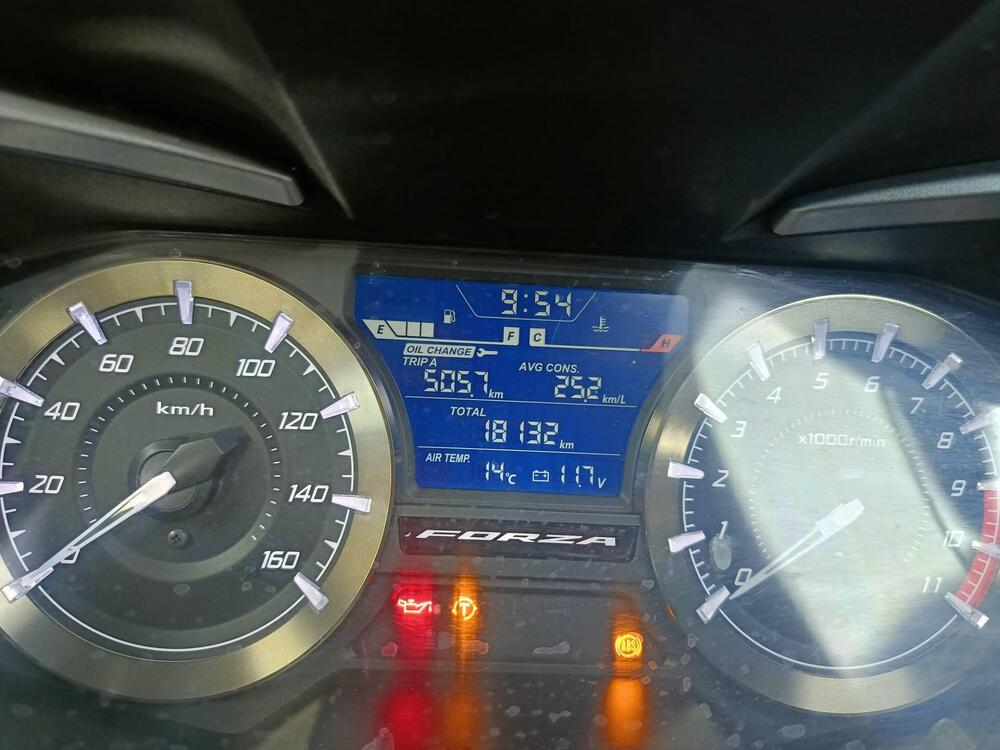 9:54
E F C H
OIL CHANGE
TRIP A AVG CONS.
505.7 km 25.2 km/L
TOTAL
18132 km
AIR TEMP.
14°C 11.7 V
FORZA
0 20 40 60 80 100 120 140 160
km/h
0 1 2 3 4 5 6 7 8 9 10 11
x1000r/min
T
ABS